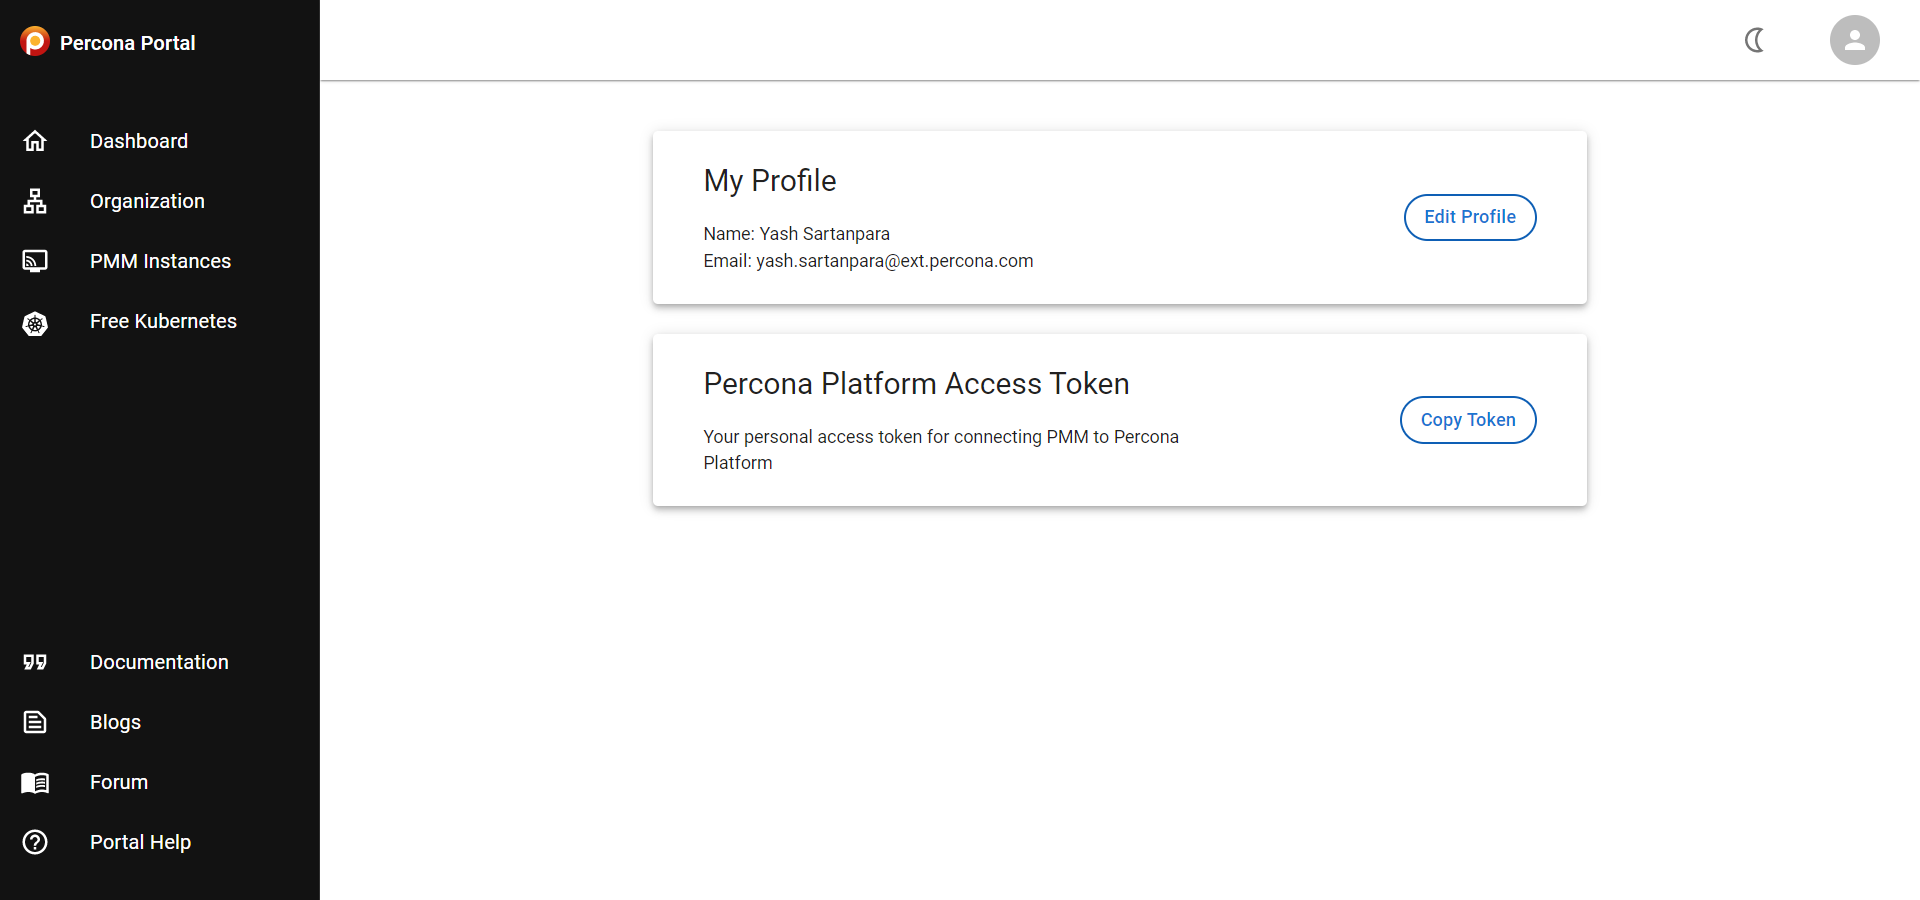 Percona Portal
Dashboard
Organization
PMM Instances
Free Kubernetes
Documentation
Blogs
Forum
Portal Help
My Profile
Name: Yash Sartanpara
Email: yash.sartanpara@ext.percona.com
Edit Profile
Percona Platform Access Token
Your personal access token for connecting PMM to Percona
Platform
Copy Token